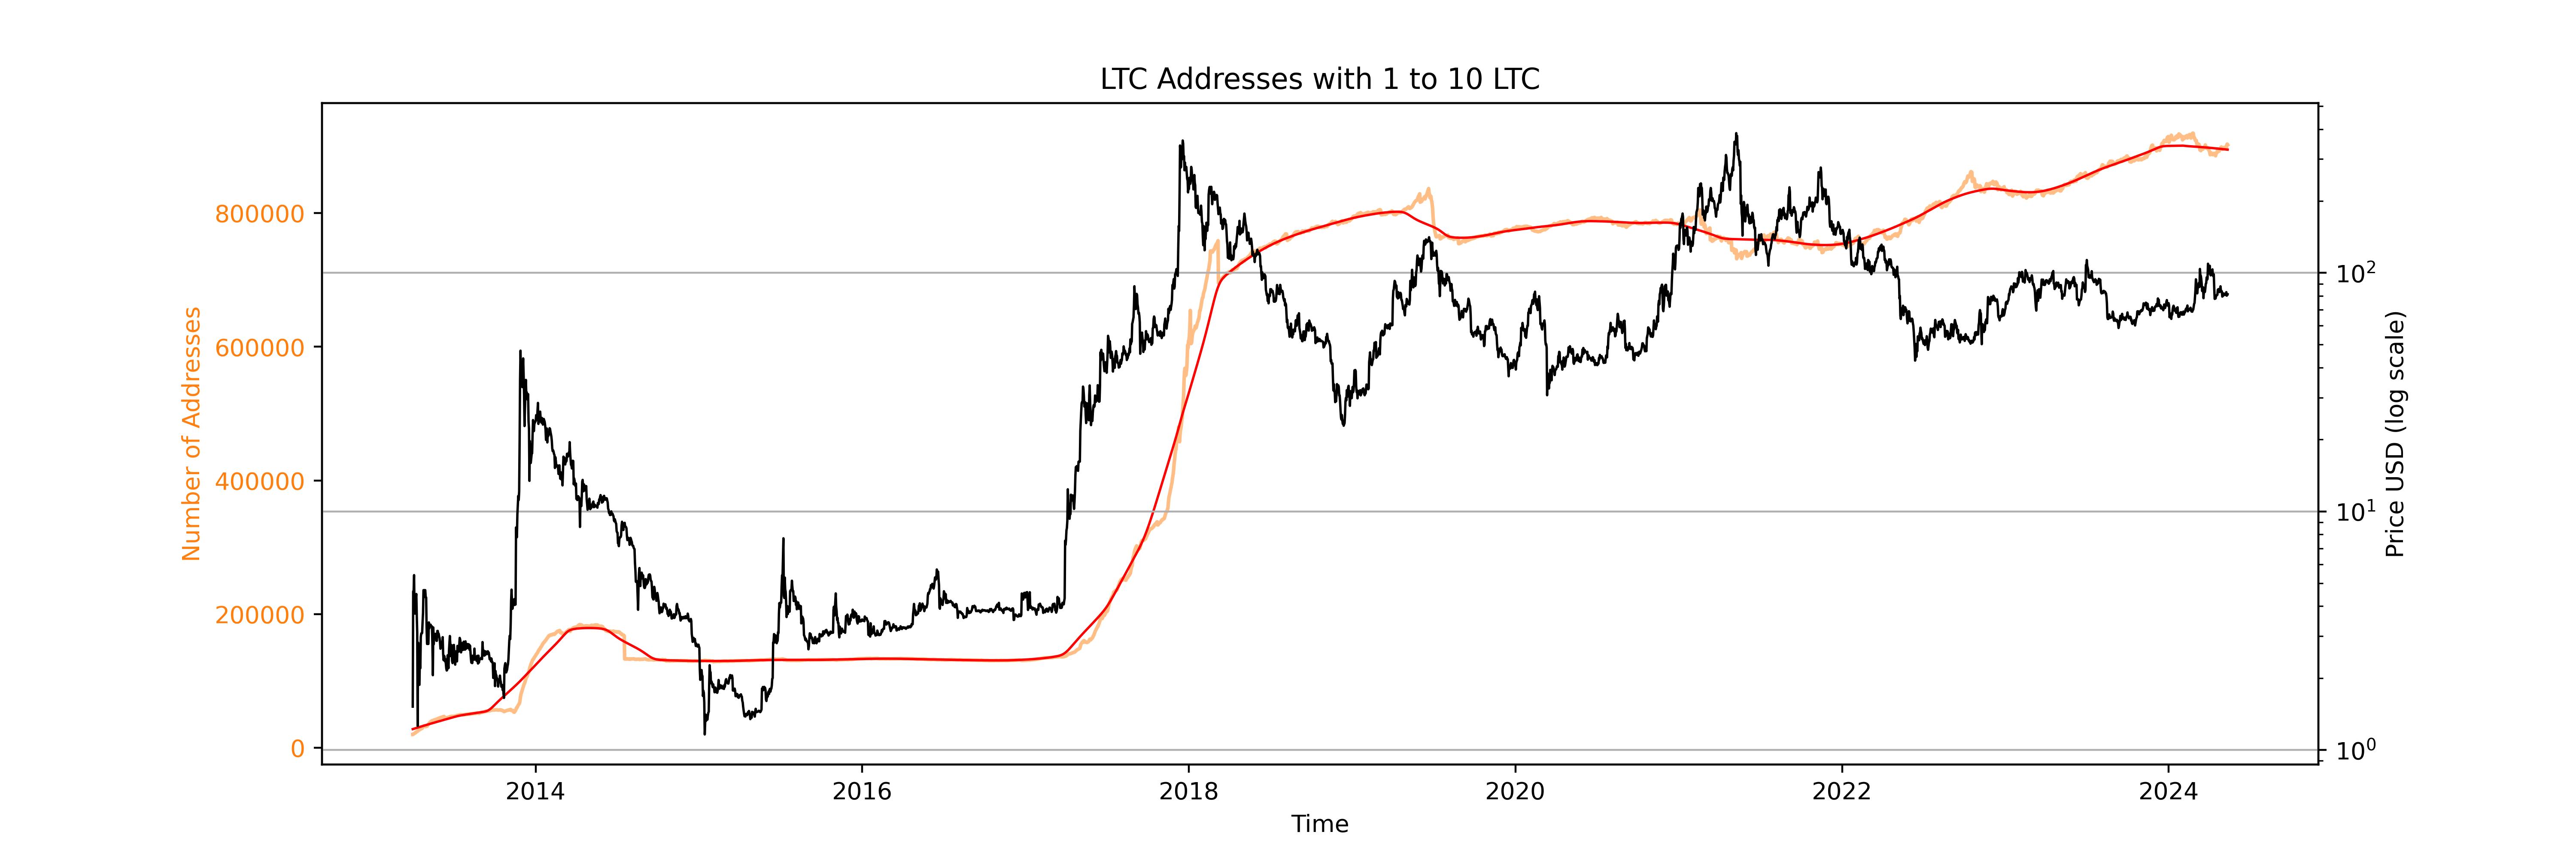 LTC Addresses with 1 to 10 LTC
Number of Addresses
800000
600000
400000
200000
0
10²
10¹
10⁰
Price USD (log scale)
2014 2016 2018 2020 2022 2024
Time